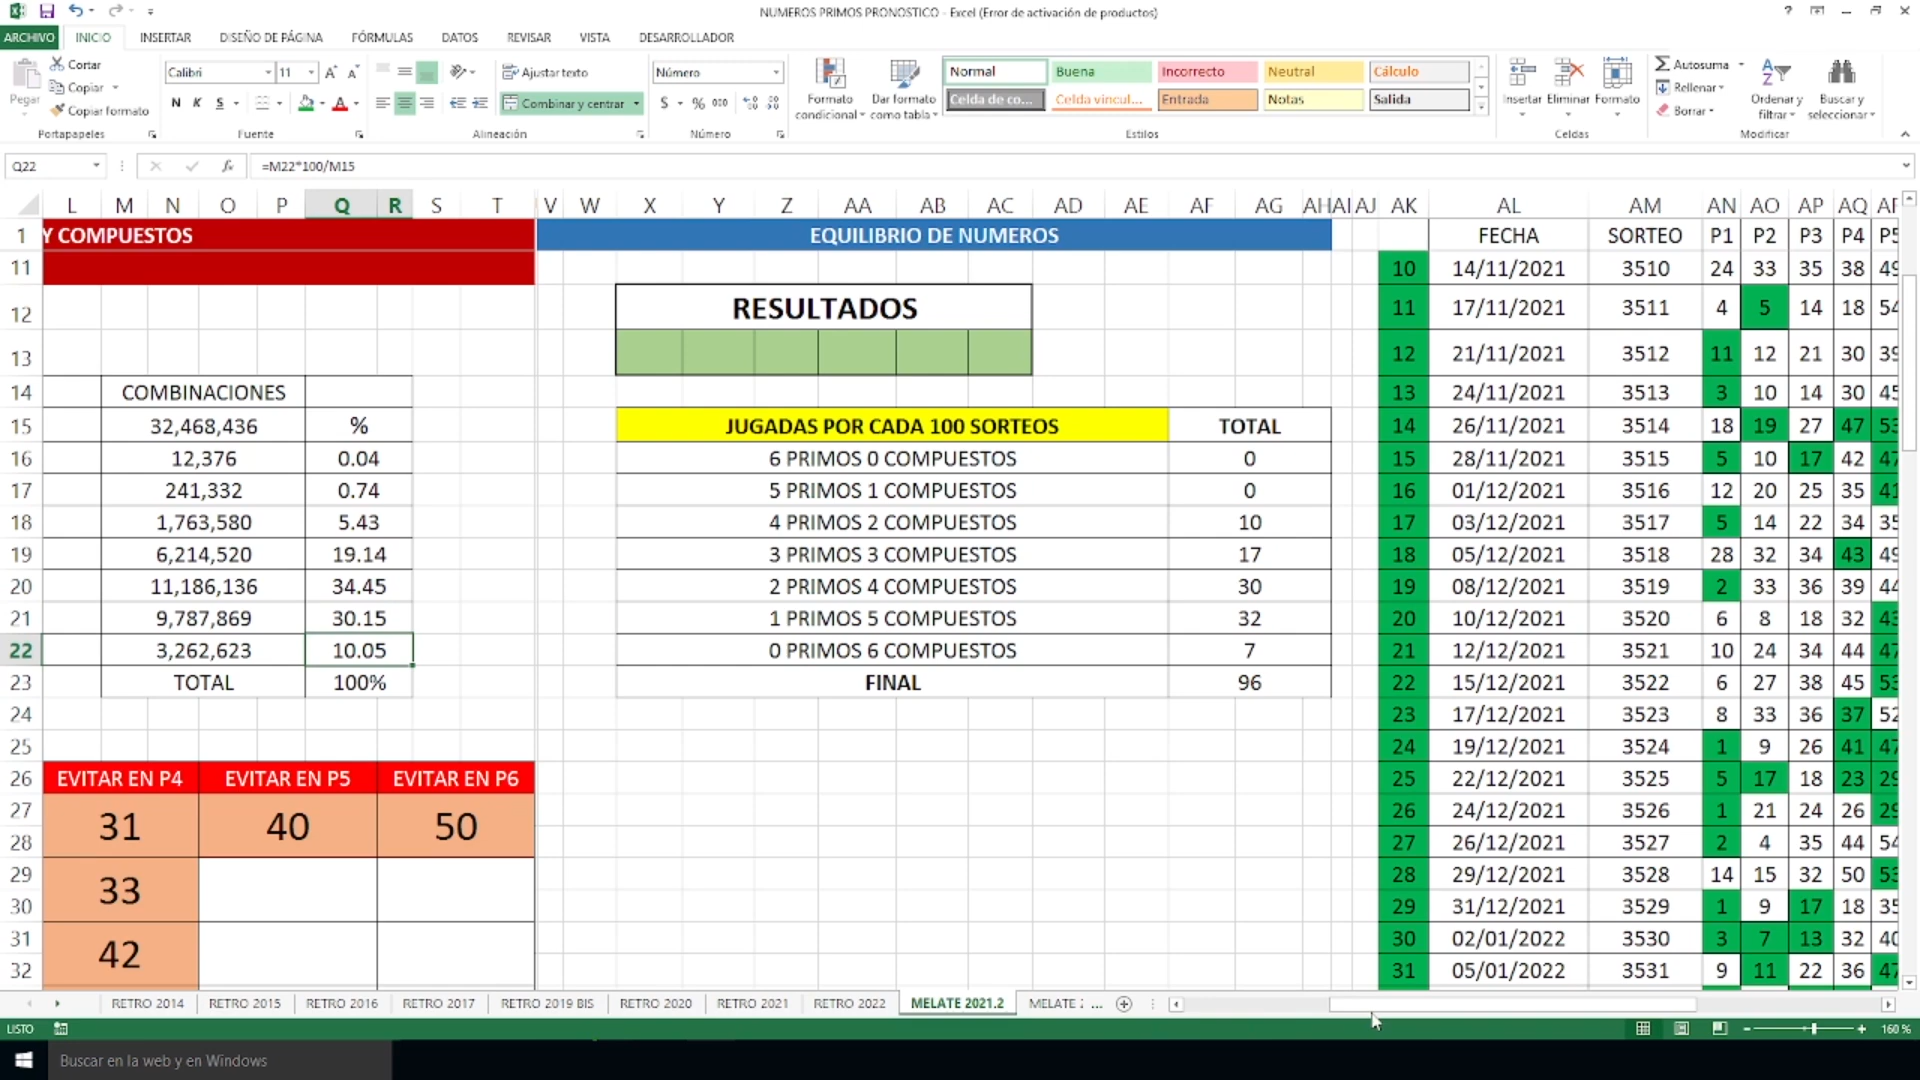 NUMEROS PRIMOS PRONOSTICO - Excel (Error de activación de productos)
ARCHIVO INICIO INSERTAR DISEÑO DE PÁGINA FÓRMULAS DATOS REVISAR VISTA DESARROLLADOR
Pegar Cortar Copiar Copiar formato Portapapeles
Calibri 11 N K S Fuente
Ajustar texto Combinar y centrar Alineación
Número $ % 000 Número
Formato condicional Dar formato como tabla
Normal Buena Incorrecto Neutral Cálculo
Celda de co... Celda vincul... Entrada Notas Salida
Estilos
Insertar Eliminar Formato Celdas
Autosuma Rellenar Borrar Ordenar y filtrar Buscar y seleccionar Modificar
Q22 fx =M22*100/M15
L M N O P Q R S T V W X Y Z AA AB AC AD AE AF AG AH AI AJ AK AL AM AN AO AP AQ
1 Y COMPUESTOS EQUILIBRIO DE NUMEROS FECHA SORTEO P1 P2 P3 P4 P5
11 10 14/11/2021 3510 24 33 35 38 49
12 RESULTADOS 11 17/11/2021 3511 4 5 14 18 54
13 12 21/11/2021 3512 11 12 21 30 39
14 COMBINACIONES 13 24/11/2021 3513 3 10 14 30 45
15 32,468,436 % JUGADAS POR CADA 100 SORTEOS TOTAL 14 26/11/2021 3514 18 19 27 47 53
16 12,376 0.04 6 PRIMOS 0 COMPUESTOS 0 15 28/11/2021 3515 5 10 17 42 47
17 241,332 0.74 5 PRIMOS 1 COMPUESTOS 0 16 01/12/2021 3516 12 20 25 35 41
18 1,763,580 5.43 4 PRIMOS 2 COMPUESTOS 10 17 03/12/2021 3517 5 14 22 34 35
19 6,214,520 19.14 3 PRIMOS 3 COMPUESTOS 17 18 05/12/2021 3518 28 32 34 43 49
20 11,186,136 34.45 2 PRIMOS 4 COMPUESTOS 30 19 08/12/2021 3519 2 33 36 39 44
21 9,787,869 30.15 1 PRIMOS 5 COMPUESTOS 32 20 10/12/2021 3520 6 8 18 32 43
22 3,262,623 10.05 0 PRIMOS 6 COMPUESTOS 7 21 12/12/2021 3521 10 24 34 44 47
23 TOTAL 100% FINAL 96 22 15/12/2021 3522 6 27 38 45 53
24 23 17/12/2021 3523 8 33 36 37 52
25 24 19/12/2021 3524 1 9 26 41 47
26 EVITAR EN P4 EVITAR EN P5 EVITAR EN P6 25 22/12/2021 3525 5 17 18 23 29
27 31 40 50 26 24/12/2021 3526 1 21 24 26 29
28 27 26/12/2021 3527 2 4 35 44 54
29 33 28 29/12/2021 3528 14 15 32 50 53
30 29 31/12/2021 3529 1 9 17 18 35
31 42 30 02/01/2022 3530 3 7 13 32 40
32 31 05/01/2022 3531 9 11 22 36 47
RETRO 2014 RETRO 2015 RETRO 2016 RETRO 2017 RETRO 2019 BIS RETRO 2020 RETRO 2021 RETRO 2022 MELATE 2021.2 MELATE 2 ...
LISTO 160 %
Buscar en la web y en Windows